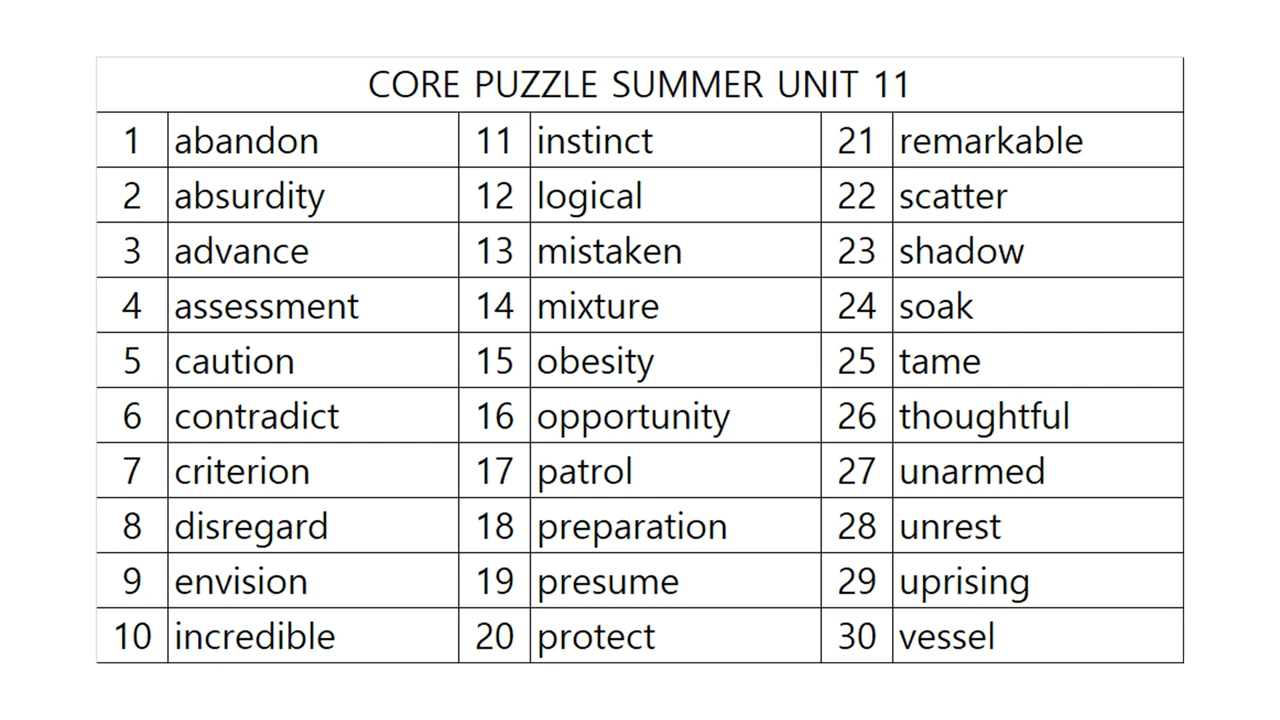 CORE PUZZLE SUMMER UNIT 11
1 abandon 11 instinct 21 remarkable
2 absurdity 12 logical 22 scatter
3 advance 13 mistaken 23 shadow
4 assessment 14 mixture 24 soak
5 caution 15 obesity 25 tame
6 contradict 16 opportunity 26 thoughtful
7 criterion 17 patrol 27 unarmed
8 disregard 18 preparation 28 unrest
9 envision 19 presume 29 uprising
10 incredible 20 protect 30 vessel